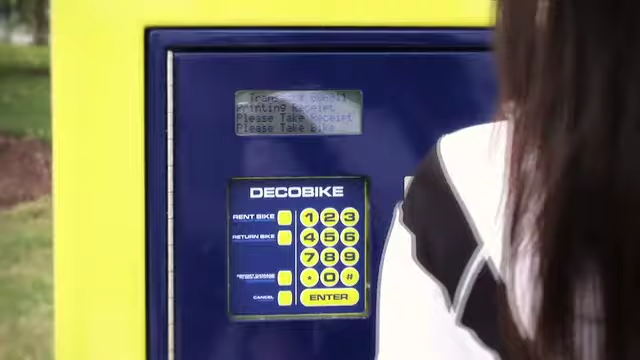 Printing Receipt
Please Take Receipt
Please Take Bike
DECOBIKE
RENT BIKE
1 2 3
RETURN BIKE
4 5 6
7 8 9
* 0 #
CANCEL
ENTER